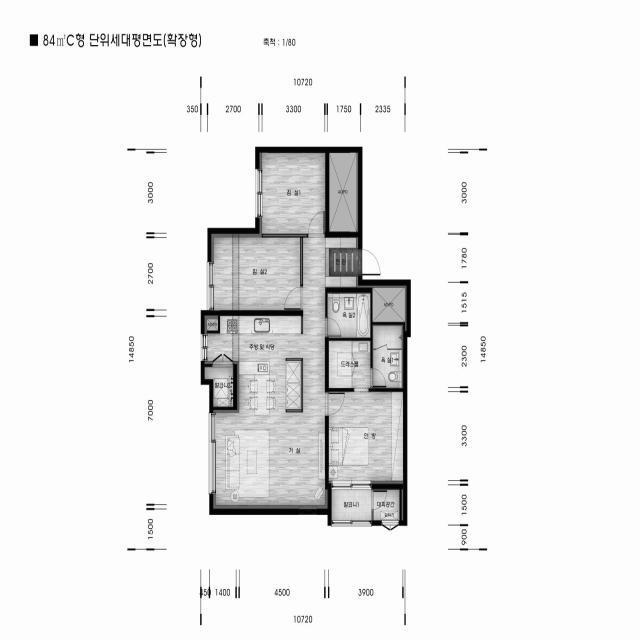 ■ 84㎡C형 단위세대평면도(확장형)
축척 : 1/80
10720
350 2700 3300 1750 2335
3000 2700 14850 7000 1500
3000 1780 1515 2300 14850 3300 1500 900
침 실1
침 실2
욕 실2
주방 및 식당
드레스룸
욕 실1
발코니2
안 방
거 실
발코니1
대피공간
450 1400 4500 3900
10720